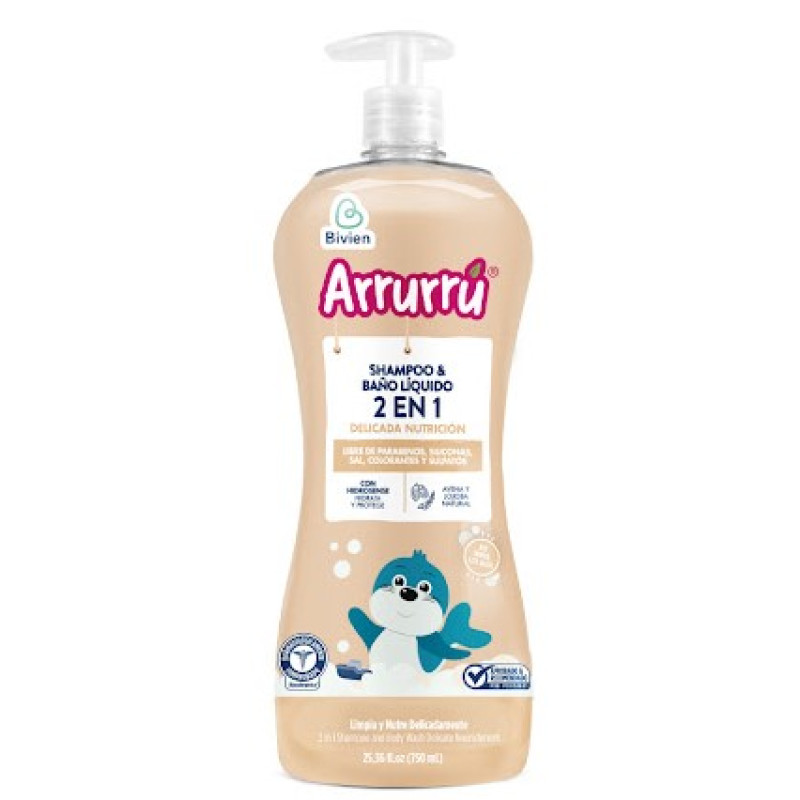 Bivien
Arrurrú®
SHAMPOO &
BAÑO LÍQUIDO
2 EN 1
DELICADA NUTRICIÓN
LIBRE DE PARABENOS, SILICONAS,
SAL, COLORANTES Y SULFATOS
CON
HIDROSENSE
HIDRATA
Y PROTEGE
AVENA Y
JOJOBA
NATURAL
APROBADO &
RECOMENDADO
Limpia y Nutre Delicadamente
2 in 1 Shampoo and Body Wash Delicate Nourishment
25,36 fl.oz (750 mL)